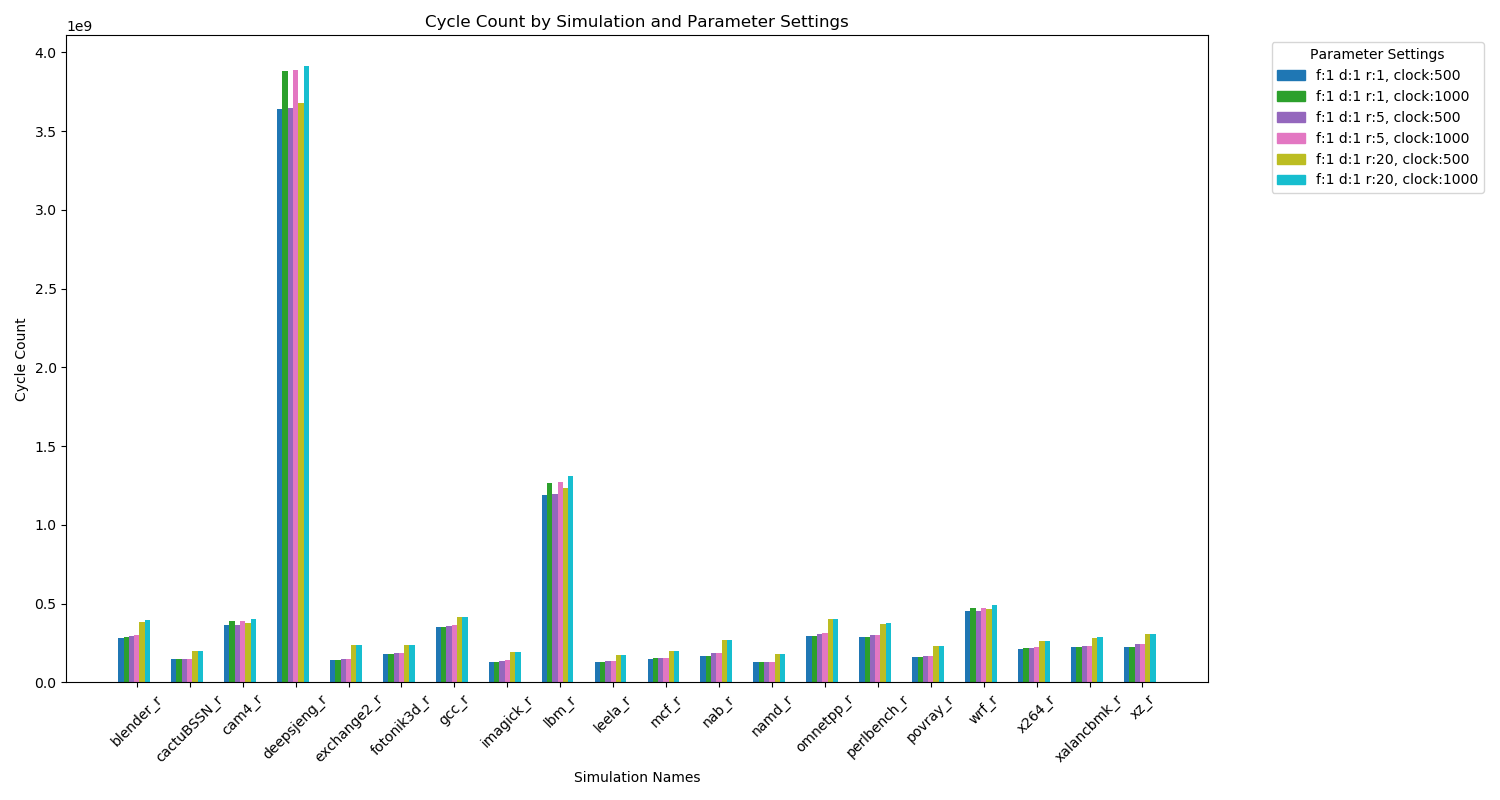 Cycle Count by Simulation and Parameter Settings
1e9
4.0
3.5
3.0
2.5
2.0
1.5
1.0
0.5
0.0
Cycle Count
blender_r
cactuBSSN_r
cam4_r
deepsjeng_r
exchange2_r
fotonik3d_r
gcc_r
imagick_r
lbm_r
leela_r
mcf_r
nab_r
namd_r
omnetpp_r
perlbench_r
povray_r
wrf_r
x264_r
xalancbmk_r
xz_r
Simulation Names
Parameter Settings
f:1 d:1 r:1, clock:500
f:1 d:1 r:1, clock:1000
f:1 d:1 r:5, clock:500
f:1 d:1 r:5, clock:1000
f:1 d:1 r:20, clock:500
f:1 d:1 r:20, clock:1000